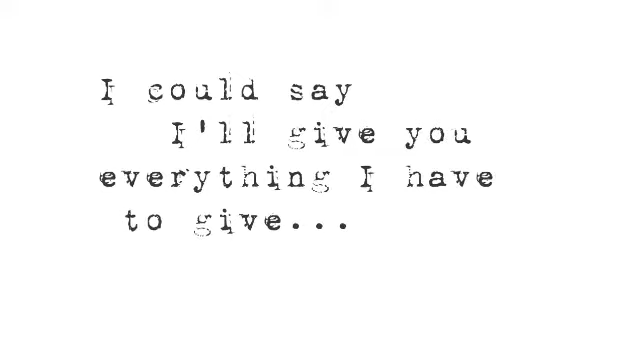 I could say
I'll give you
everything I have
to give...